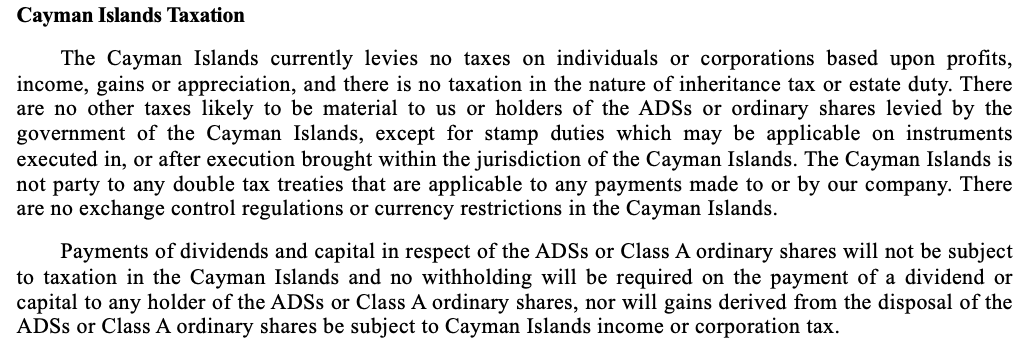 Cayman Islands Taxation
The Cayman Islands currently levies no taxes on individuals or corporations based upon profits,
income, gains or appreciation, and there is no taxation in the nature of inheritance tax or estate duty. There
are no other taxes likely to be material to us or holders of the ADSs or ordinary shares levied by the
government of the Cayman Islands, except for stamp duties which may be applicable on instruments
executed in, or after execution brought within the jurisdiction of the Cayman Islands. The Cayman Islands is
not party to any double tax treaties that are applicable to any payments made to or by our company. There
are no exchange control regulations or currency restrictions in the Cayman Islands.
Payments of dividends and capital in respect of the ADSs or Class A ordinary shares will not be subject
to taxation in the Cayman Islands and no withholding will be required on the payment of a dividend or
capital to any holder of the ADSs or Class A ordinary shares, nor will gains derived from the disposal of the
ADSs or Class A ordinary shares be subject to Cayman Islands income or corporation tax.